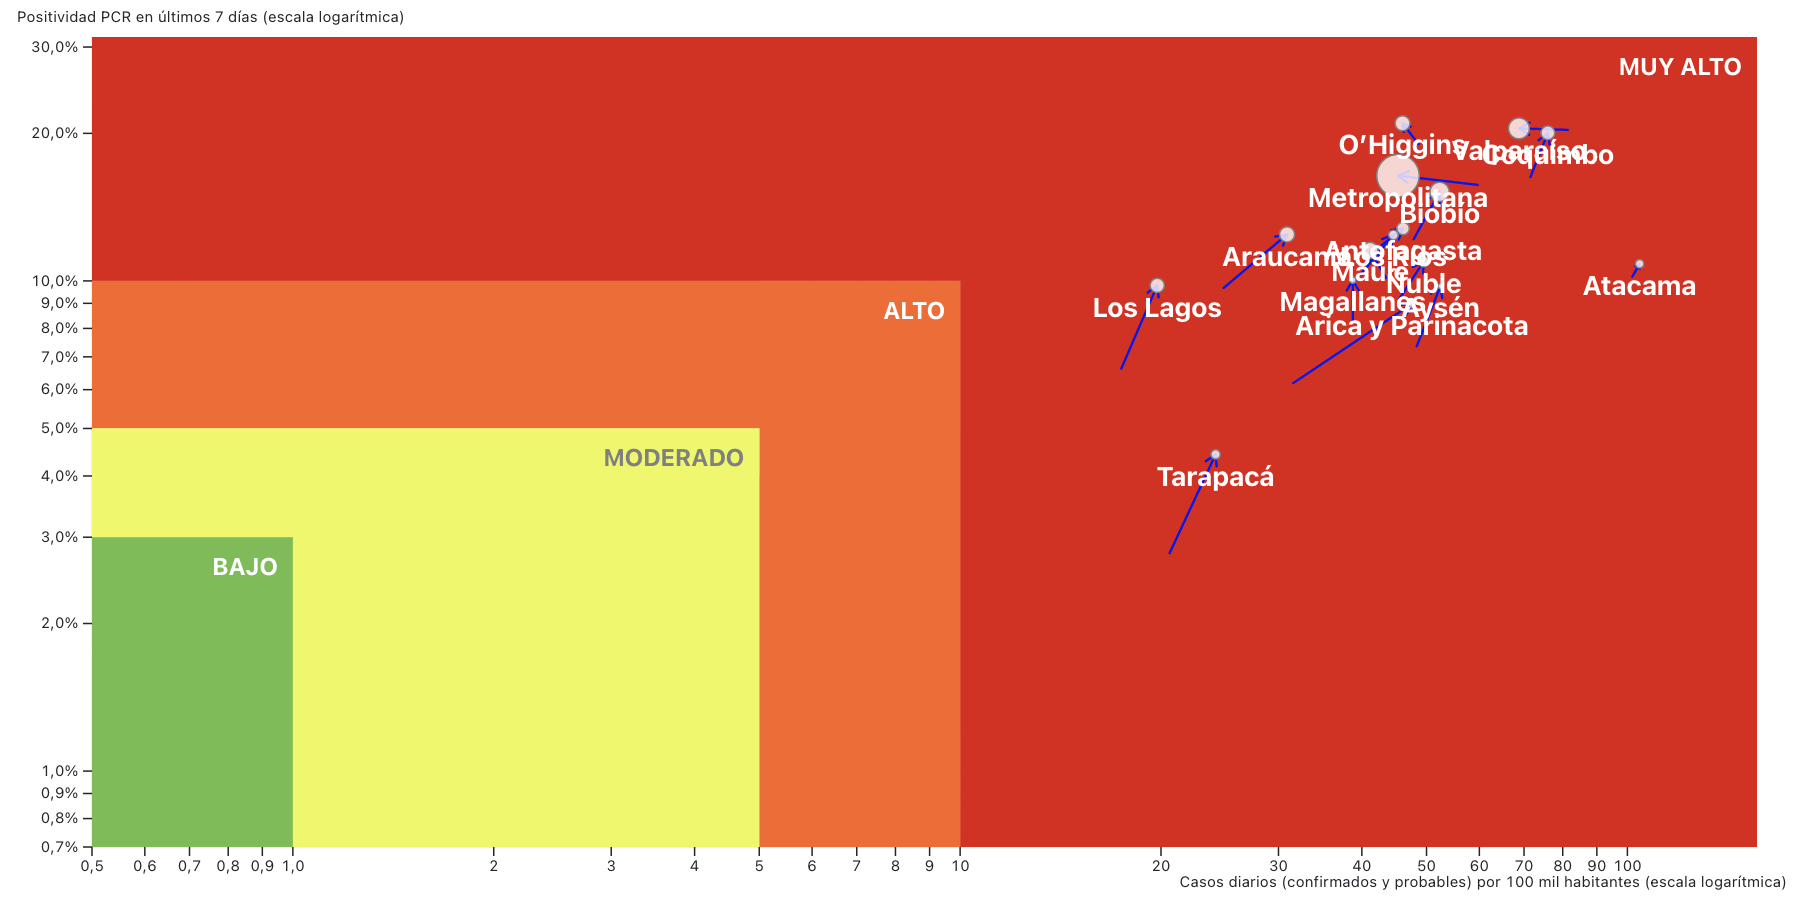 Positividad PCR en últimos 7 días (escala logarítmica)
30,0%
MUY ALTO
20,0%
O’Higgins
Valparaíso
Coquimbo
Metropolitana
Biobío
Antofagasta
Araucanía
Los Ríos
Maule
10,0%
Ñuble
Atacama
9,0%
ALTO
Los Lagos
Magallanes
Aysén
8,0%
Arica y Parinacota
7,0%
6,0%
5,0%
MODERADO
4,0%
Tarapacá
3,0%
BAJO
2,0%
1,0%
0,9%
0,8%
0,7%
0,5 0,6 0,7 0,8 0,9 1,0 2 3 4 5 6 7 8 9 10 20 30 40 50 60 70 80 90 100
Casos diarios (confirmados y probables) por 100 mil habitantes (escala logarítmica)